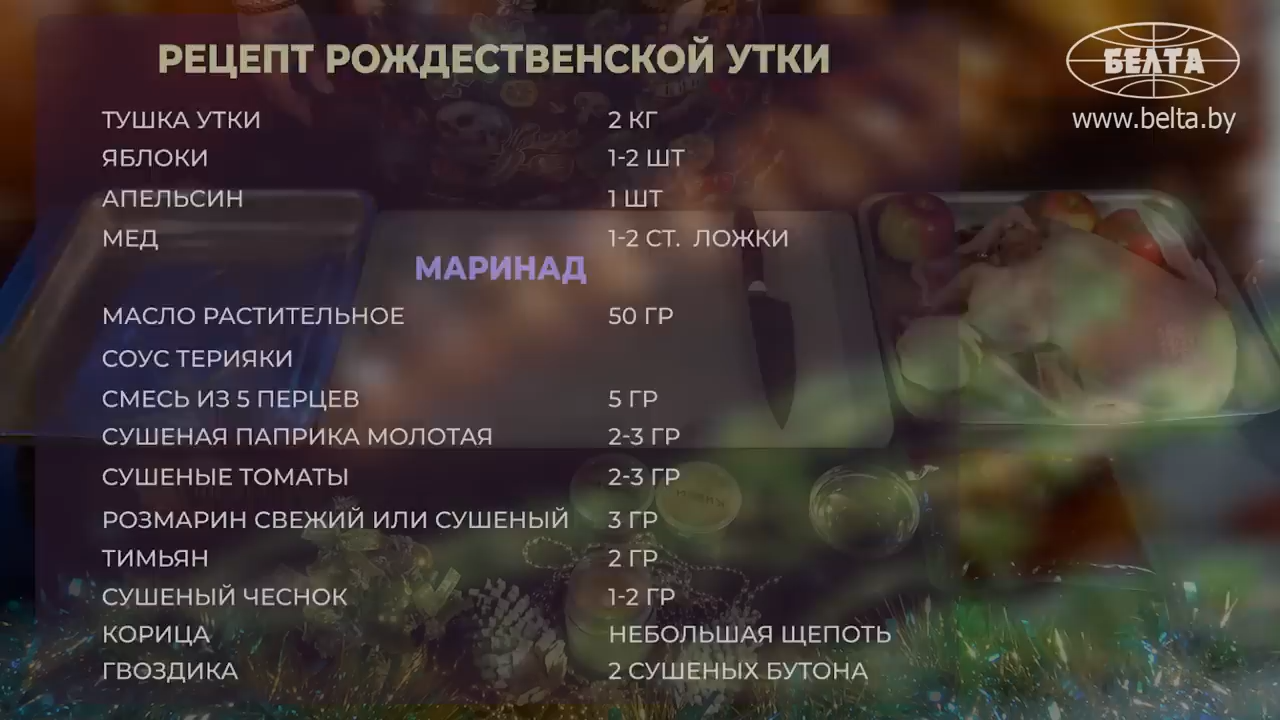 РЕЦЕПТ РОЖДЕСТВЕНСКОЙ УТКИ
БЕЛТА
www.belta.by
ТУШКА УТКИ 2 КГ
ЯБЛОКИ 1-2 ШТ
АПЕЛЬСИН 1 ШТ
МЕД 1-2 СТ. ЛОЖКИ
МАРИНАД
МАСЛО РАСТИТЕЛЬНОЕ 50 ГР
СОУС ТЕРИЯКИ
СМЕСЬ ИЗ 5 ПЕРЦЕВ 5 ГР
СУШЕНАЯ ПАПРИКА МОЛОТАЯ 2-3 ГР
СУШЕНЫЕ ТОМАТЫ 2-3 ГР
РОЗМАРИН СВЕЖИЙ ИЛИ СУШЕНЫЙ 3 ГР
ТИМЬЯН 2 ГР
СУШЕНЫЙ ЧЕСНОК 1-2 ГР
КОРИЦА НЕБОЛЬШАЯ ЩЕПОТЬ
ГВОЗДИКА 2 СУШЕНЫХ БУТОНА